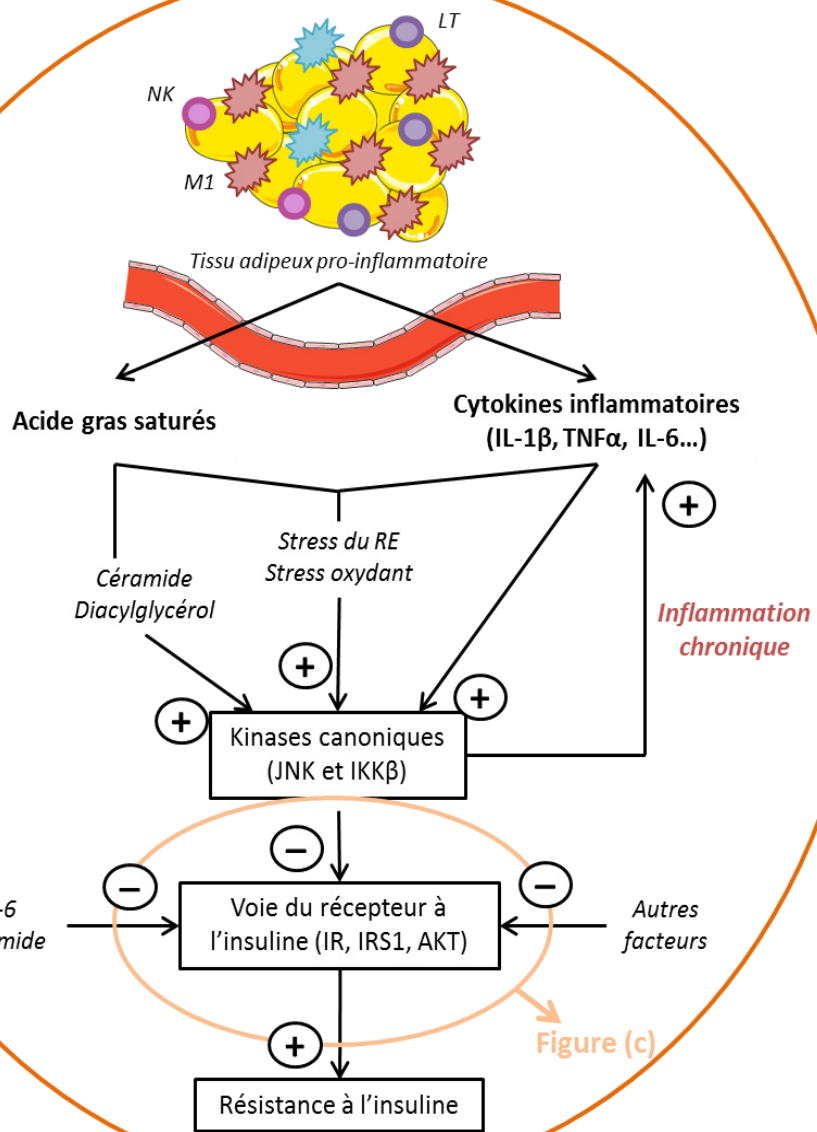 LT
NK
M1
Tissu adipeux pro-inflammatoire
Acide gras saturés
Cytokines inflammatoires
(IL-1β, TNFα, IL-6...)
+
Stress du RE
Stress oxydant
Céramide
Diacylglycérol
Inflammation
chronique
+
+
+
Kinases canoniques
(JNK et IKKβ)
−
−
−
-6
mide
Voie du récepteur à
l'insuline (IR, IRS1, AKT)
Autres
facteurs
+
Figure (c)
Résistance à l'insuline